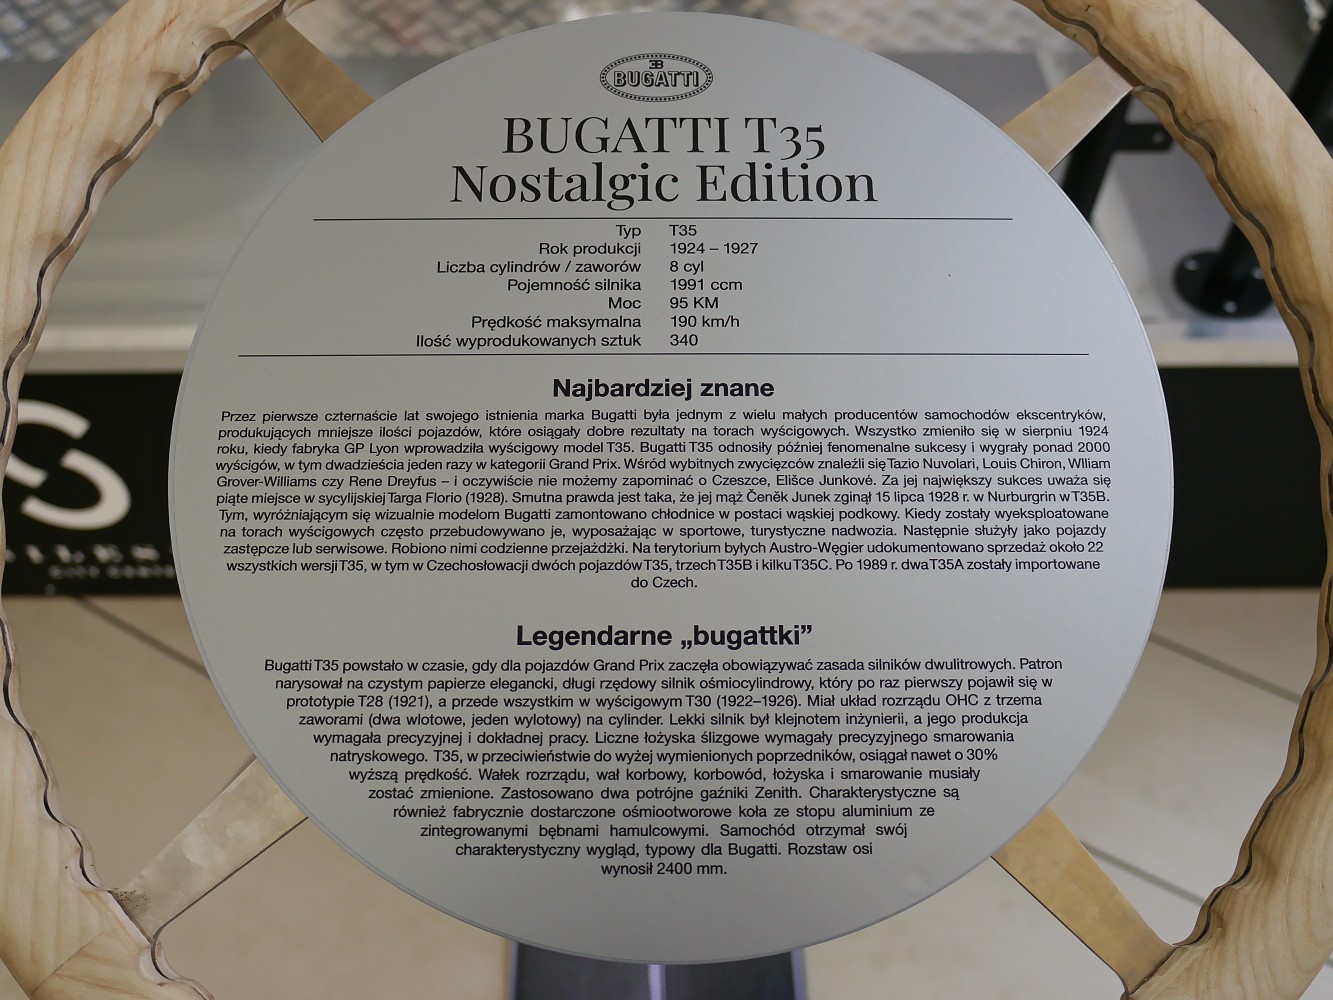 BUGATTI
BUGATTI T35
Nostalgic Edition
Typ T35
Rok produkcji 1924 – 1927
Liczba cylindrów / zaworów 8 cyl
Pojemność silnika 1991 ccm
Moc 95 KM
Prędkość maksymalna 190 km/h
Ilość wyprodukowanych sztuk 340
Najbardziej znane
Przez pierwsze czternaście lat swojego istnienia marka Bugatti była jednym z wielu małych producentów samochodów ekscentryków,
produkujących mniejsze ilości pojazdów, które osiągały dobre rezultaty na torach wyścigowych. Wszystko zmieniło się w sierpniu 1924
roku, kiedy fabryka GP Lyon wprowadziła wyścigowy model T35. Bugatti T35 odnosiły później fenomenalne sukcesy i wygrały ponad 2000
wyścigów, w tym dwadzieścia jeden razy w kategorii Grand Prix. Wśród wybitnych zwycięzców znaleźli się Tazio Nuvolari, Louis Chiron, Wlliam
Grover-Williams czy Rene Dreyfus – i oczywiście nie możemy zapominać o Czeszce, Elišce Junkové. Za jej największy sukces uważa się
piąte miejsce w sycylijskiej Targa Florio (1928). Smutna prawda jest taka, że jej mąż Čeněk Junek zginął 15 lipca 1928 r. w Nurburgrin w T35B.
Tym, wyróżniającym się wizualnie modelom Bugatti zamontowano chłodnice w postaci wąskiej podkowy. Kiedy zostały wyeksploatowane
na torach wyścigowych często przebudowywano je, wyposażając w sportowe, turystyczne nadwozia. Następnie służyły jako pojazdy
zastępcze lub serwisowe. Robiono nimi codzienne przejażdżki. Na terytorium byłych Austro-Węgier udokumentowano sprzedaż około 22
wszystkich wersji T35, w tym w Czechosłowacji dwóch pojazdów T35, trzech T35B i kilku T35C. Po 1989 r. dwa T35A zostały importowane
do Czech.
Legendarne „bugattki”
Bugatti T35 powstało w czasie, gdy dla pojazdów Grand Prix zaczęła obowiązywać zasada silników dwulitrowych. Patron
narysował na czystym papierze elegancki, długi rzędowy silnik ośmiocylindrowy, który po raz pierwszy pojawił się w
prototypie T28 (1921), a przede wszystkim w wyścigowym T30 (1922–1926). Miał układ rozrządu OHC z trzema
zaworami (dwa wlotowe, jeden wylotowy) na cylinder. Lekki silnik był klejnotem inżynierii, a jego produkcja
wymagała precyzyjnej i dokładnej pracy. Liczne łożyska ślizgowe wymagały precyzyjnego smarowania
natryskowego. T35, w przeciwieństwie do wyżej wymienionych poprzedników, osiągał nawet o 30%
wyższą prędkość. Wałek rozrządu, wał korbowy, korbowód, łożyska i smarowanie musiały
zostać zmienione. Zastosowano dwa potrójne gaźniki Zenith. Charakterystyczne są
również fabrycznie dostarczone ośmiootworowe koła ze stopu aluminium ze
zintegrowanymi bębnami hamulcowymi. Samochód otrzymał swój
charakterystyczny wygląd, typowy dla Bugatti. Rozstaw osi
wynosił 2400 mm.